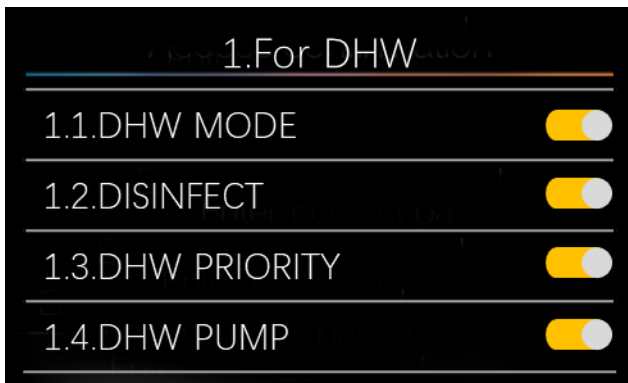 1.For DHW
1.1.DHW MODE
1.2.DISINFECT
1.3.DHW PRIORITY
1.4.DHW PUMP